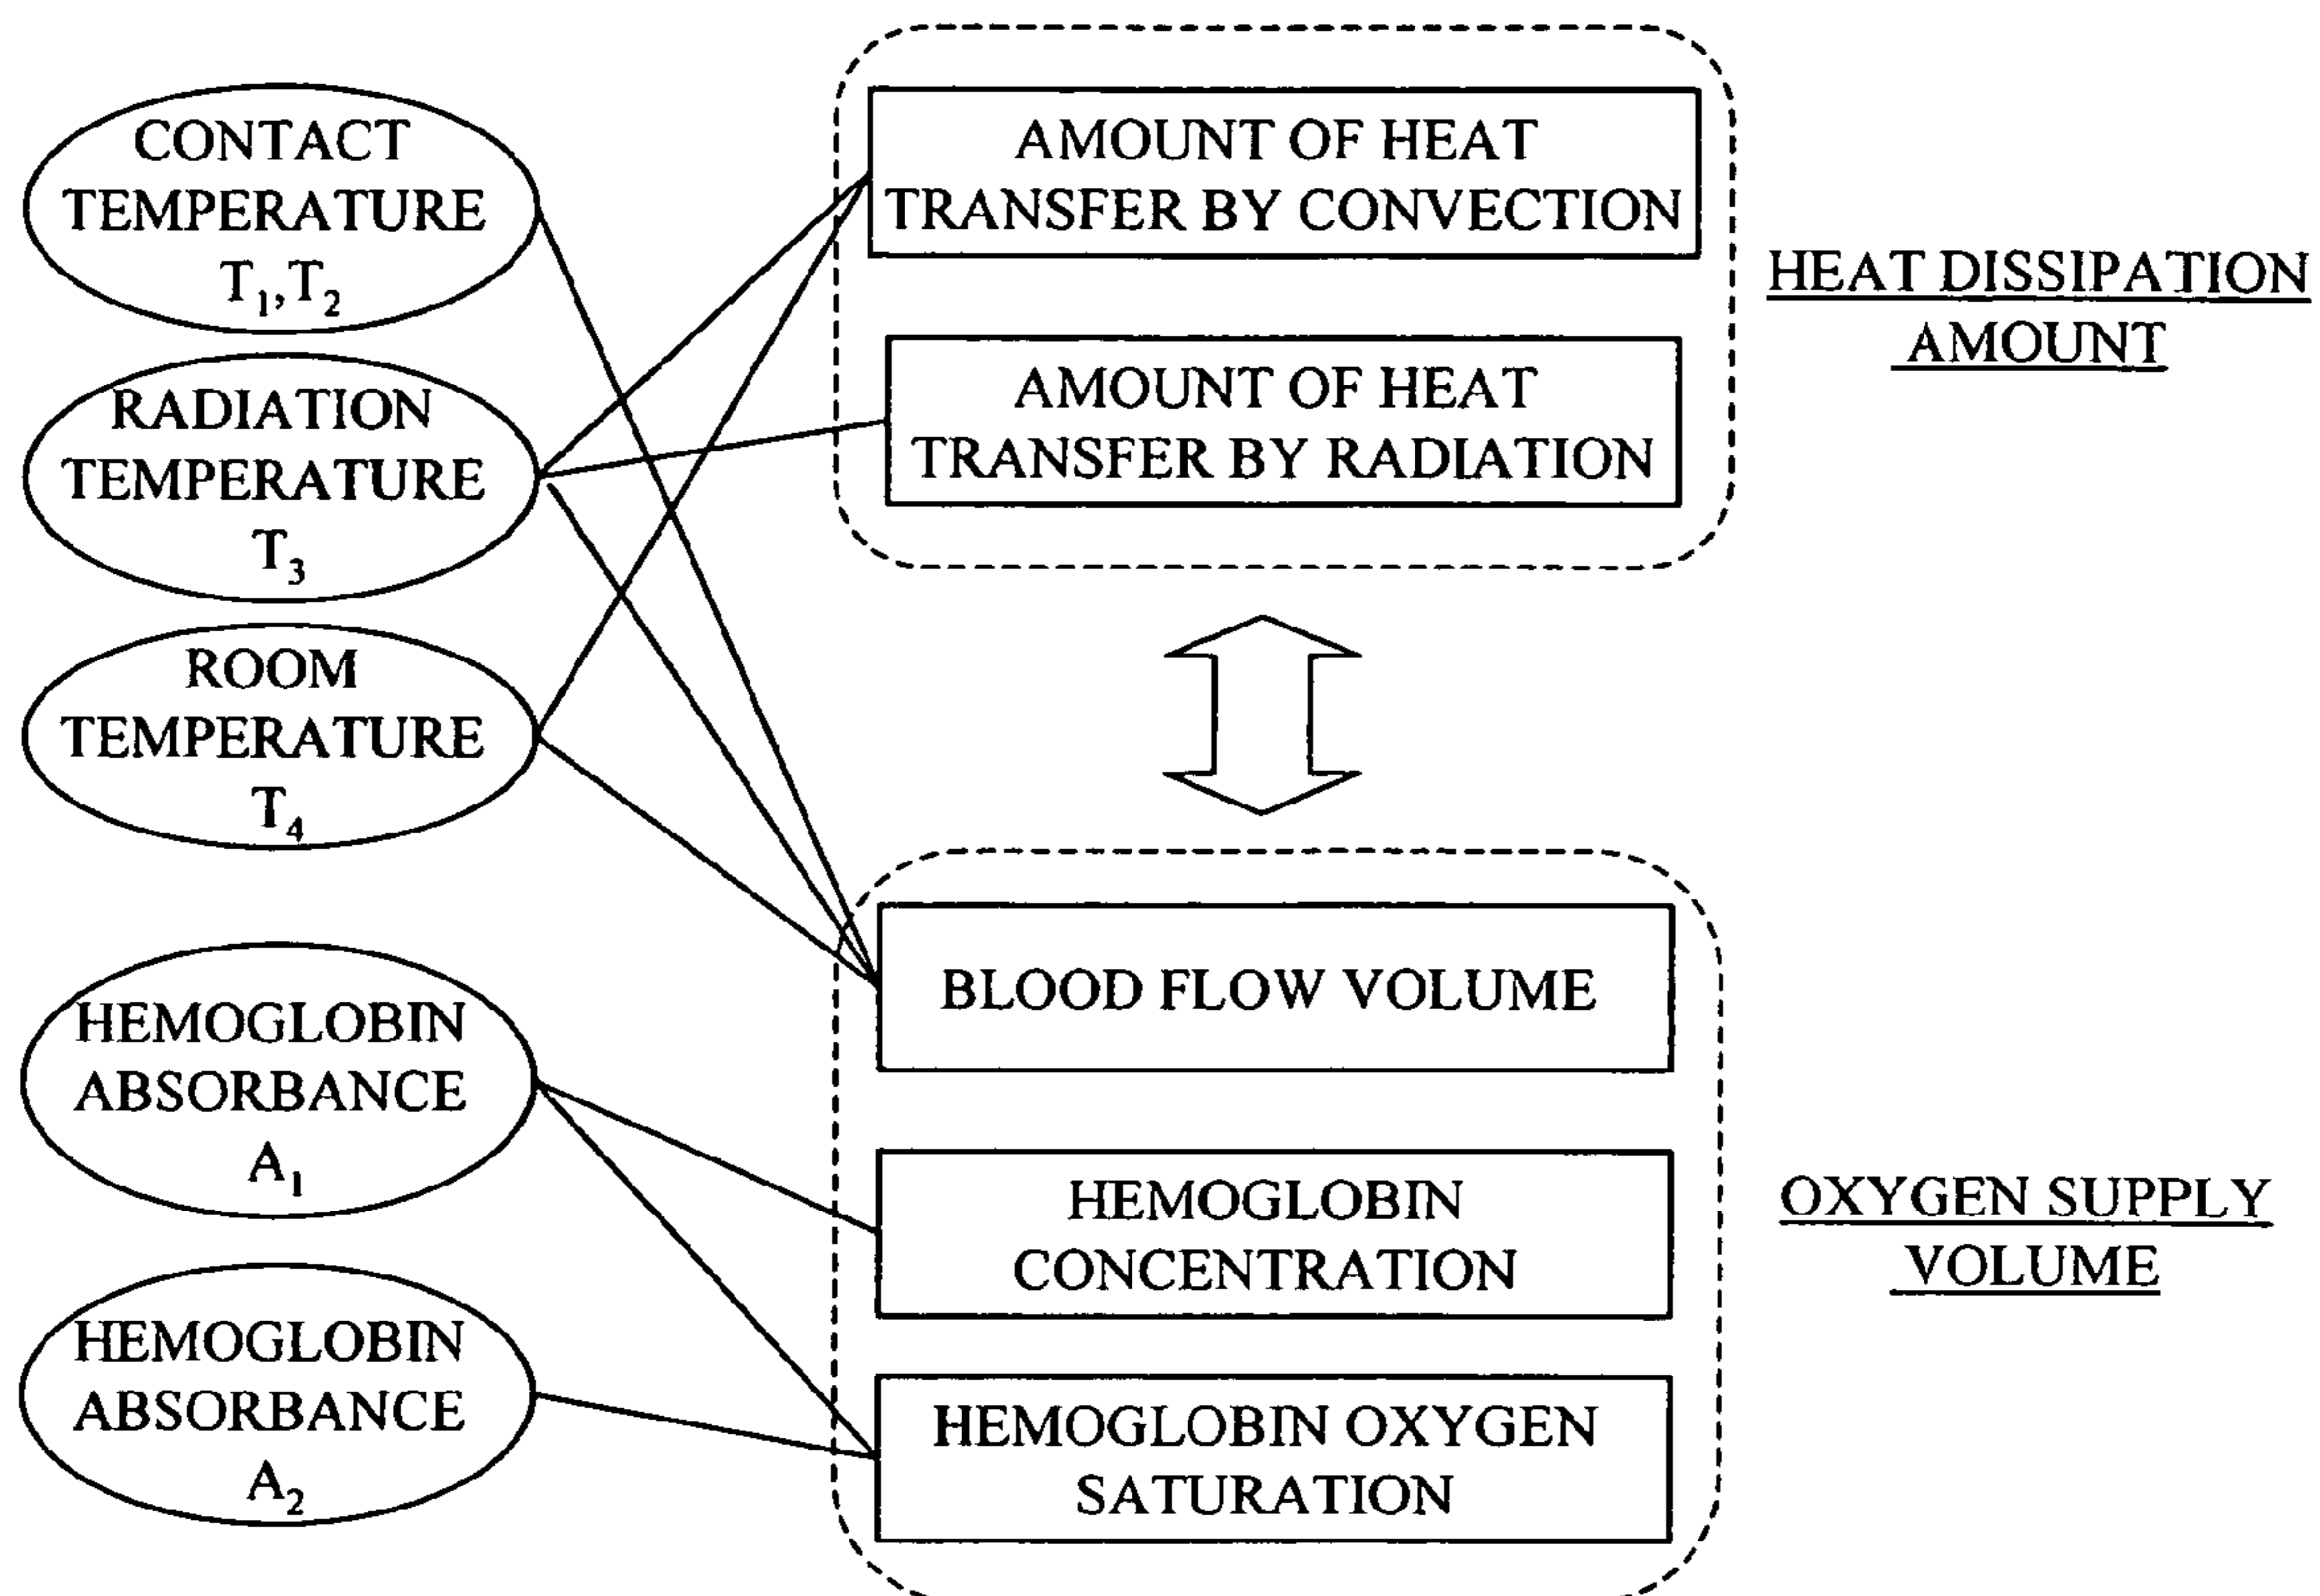 CONTACT
TEMPERATURE
T₁, T₂
RADIATION
TEMPERATURE
T₃
ROOM
TEMPERATURE
T₄
HEMOGLOBIN
ABSORBANCE
A₁
HEMOGLOBIN
ABSORBANCE
A₂
AMOUNT OF HEAT
TRANSFER BY CONVECTION
AMOUNT OF HEAT
TRANSFER BY RADIATION
HEAT DISSIPATION
AMOUNT
BLOOD FLOW VOLUME
HEMOGLOBIN
CONCENTRATION
HEMOGLOBIN OXYGEN
SATURATION
OXYGEN SUPPLY
VOLUME